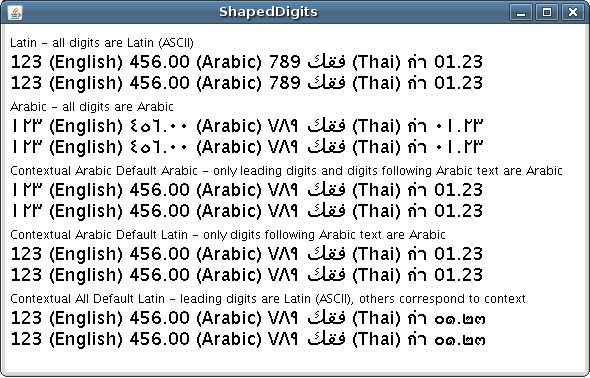 ShapedDigits
Latin - all digits are Latin (ASCII)
123 (English) 456.00 (Arabic) 789 فقك (Thai) ก่ำ 01.23
123 (English) 456.00 (Arabic) 789 فقك (Thai) ก่ำ 01.23
Arabic - all digits are Arabic
١٢٣ (English) ٤٥٦.٠٠ (Arabic) ٧٨٩ فقك (Thai) ก่ำ ٠١.٢٣
١٢٣ (English) ٤٥٦.٠٠ (Arabic) ٧٨٩ فقك (Thai) ก่ำ ٠١.٢٣
Contextual Arabic Default Arabic - only leading digits and digits following Arabic text are Arabic
١٢٣ (English) 456.00 (Arabic) ٧٨٩ فقك (Thai) ก่ำ 01.23
١٢٣ (English) 456.00 (Arabic) ٧٨٩ فقك (Thai) ก่ำ 01.23
Contextual Arabic Default Latin - only digits following Arabic text are Arabic
123 (English) 456.00 (Arabic) ٧٨٩ فقك (Thai) ก่ำ 01.23
123 (English) 456.00 (Arabic) ٧٨٩ فقك (Thai) ก่ำ 01.23
Contextual All Default Latin - leading digits are Latin (ASCII), others correspond to context
123 (English) 456.00 (Arabic) ٧٨٩ فقك (Thai) ก่ำ ๐๑.๒๓
123 (English) 456.00 (Arabic) ٧٨٩ فقك (Thai) ก่ำ ๐๑.๒๓